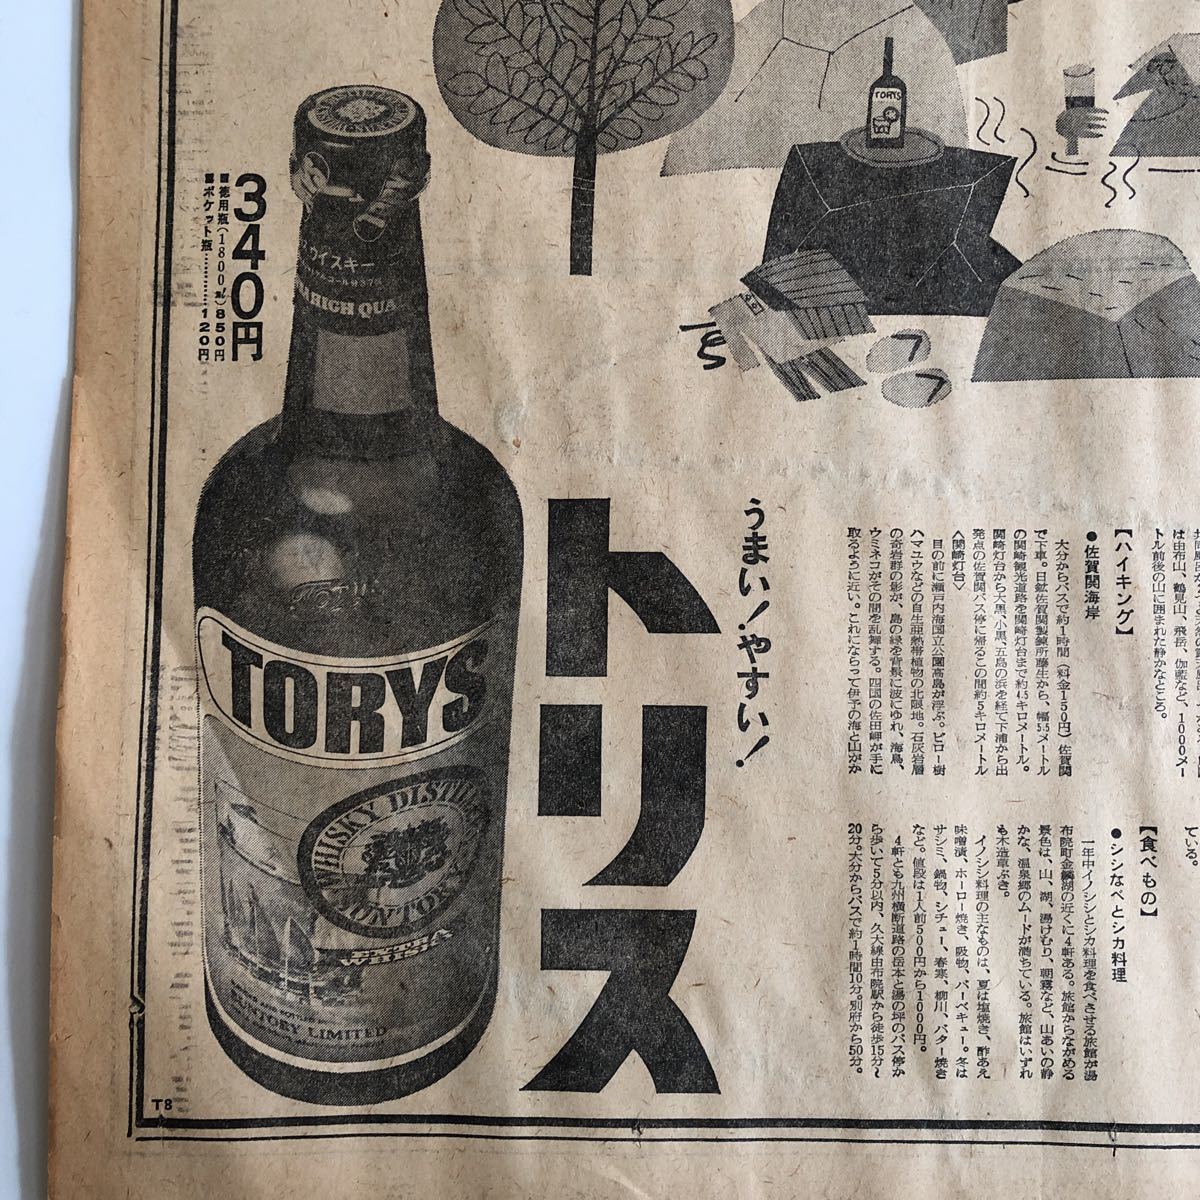 340円
■徳用瓶(1800ml)850円
■ポケット瓶…………120円
ウイスキー
HIGH QUA
TORYS
WHISKY DISTIL
SUNTORY
EXTRA
WHISKY
SUNTORY LIMITED
T8
トリス
うまい!やすい!
TORYS
は由布山、鶴見山、飛岳、伽藍など、1000メー
トル前後の山に囲まれた静かなところ。
【ハイキング】
●佐賀関海岸
大分からバスで約1時間(料金150円)佐賀関
で下車。日鉱佐賀関製錬所藤生から、幅5.5メートル
の関崎観光道路を関崎灯台まで約4.5キロメートル。
関崎灯台から大黒、小黒、五島の浜を経て下浦から出
発点の佐賀関バス停に帰るこの間約5キロメートル
<関崎灯台>
目の前に瀬戸内海国立公園高島が浮ぶ。ビロー樹
ハマユウなどの自生亜熱帯植物の北限地。石灰岩層
の奇岩群の影が、島の緑を背景に波にゆれ、海鳥、
ウミネコがその間を乱舞する。四国の佐田岬が手に
取るように近い。これにならって伊予の海と山がか
ている。
【食べもの】
●シシなべとシカ料理
一年中イノシシとシカ料理を食べさせる旅館が湯
布院町金鱗湖の近くに4軒ある。旅館からながめる
景色は、山、湖、湯けむり、朝霧など、山あいの静
かな、温泉郷のムードが満ちている。旅館はいずれ
も木造草ぶき。
イノシシ料理の主なものは、夏は塩焼き、酢あえ
味噌漬、ホーロー焼き、吸物、バーベキュー。冬は
サシミ、鍋物、シチュー、春寒、柳川、バター焼き
など。値段は1人前500円から1000円。
4軒とも九州横断道路の岳本と湯の坪のバス停か
ら歩いて5分以内、久大線由布院駅から徒歩15分～
20分。大分からバスで約1時間10分。別府から50分。